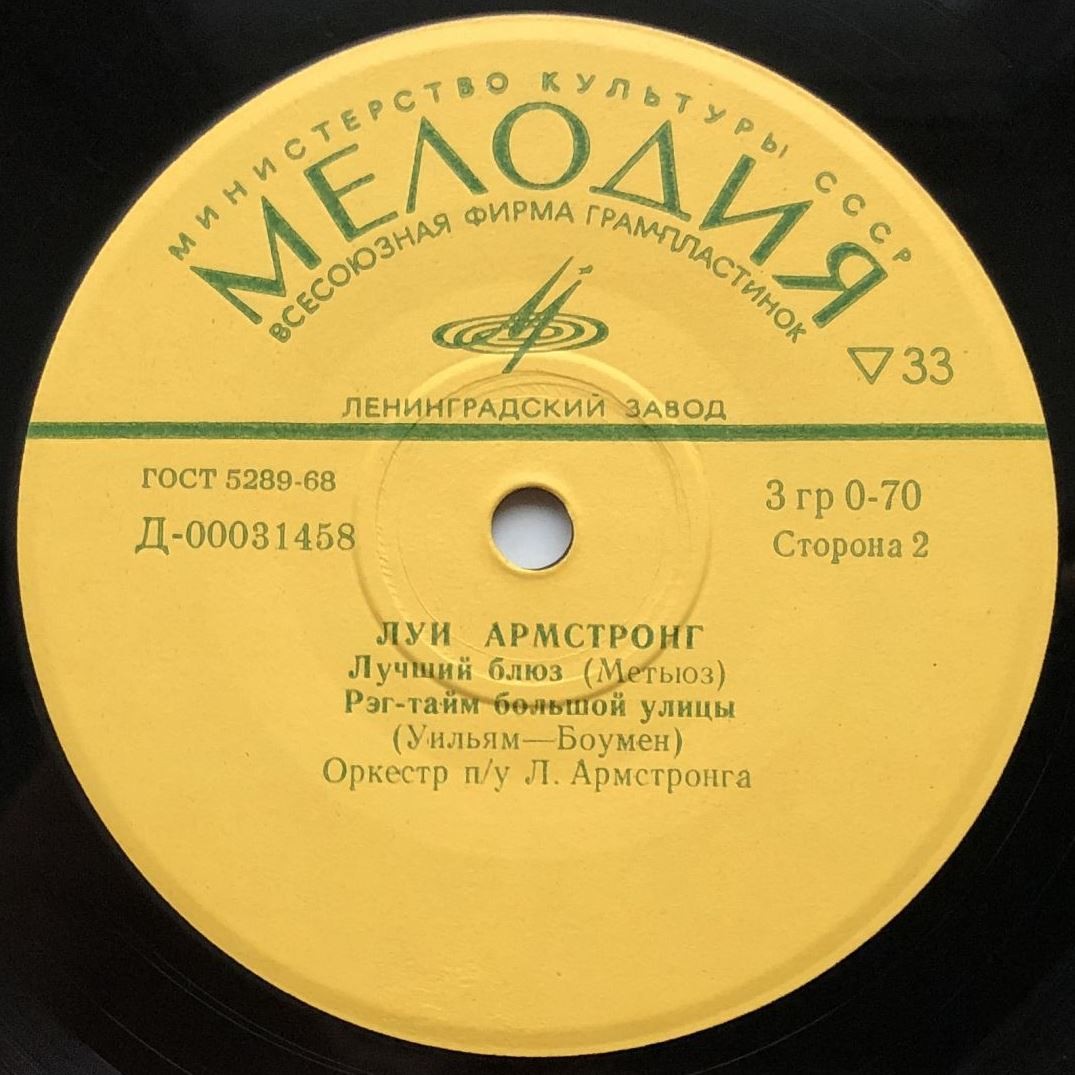 МИНИСТЕРСТВО КУЛЬТУРЫ СССР
МЕЛОДИЯ
ВСЕСОЮЗНАЯ ФИРМА ГРАМПЛАСТИНОК
33
ЛЕНИНГРАДСКИЙ ЗАВОД
ГОСТ 5289-68
Д-00031458
3 гр 0-70
Сторона 2
ЛУИ АРМСТРОНГ
Лучший блюз (Метьюз)
Рэг-тайм большой улицы
(Уильям—Боумен)
Оркестр п/у Л. Армстронга